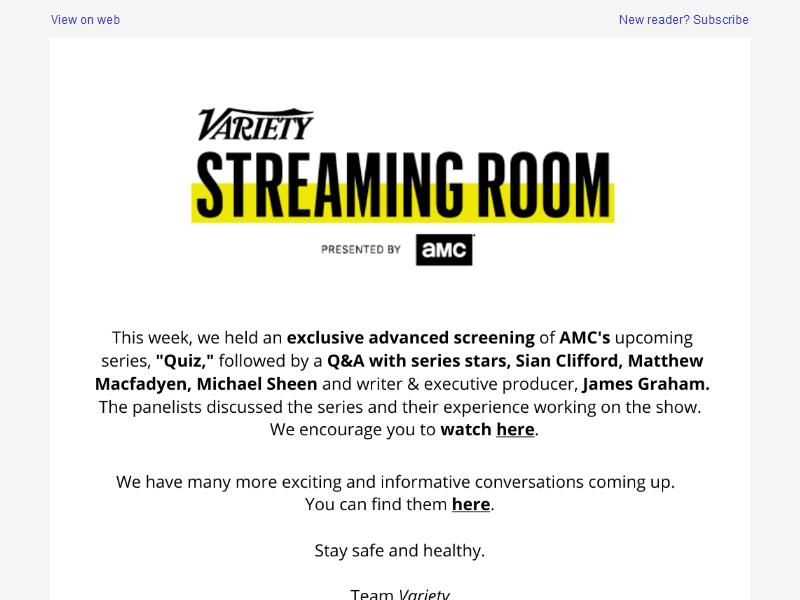 View on web
New reader? Subscribe
VARIETY
STREAMING ROOM
PRESENTED BY aMC
This week, we held an exclusive advanced screening of AMC's upcoming
series, "Quiz," followed by a Q&A with series stars, Sian Clifford, Matthew
Macfadyen, Michael Sheen and writer & executive producer, James Graham.
The panelists discussed the series and their experience working on the show.
We encourage you to watch here.
We have many more exciting and informative conversations coming up.
You can find them here.
Stay safe and healthy.
Team Variety